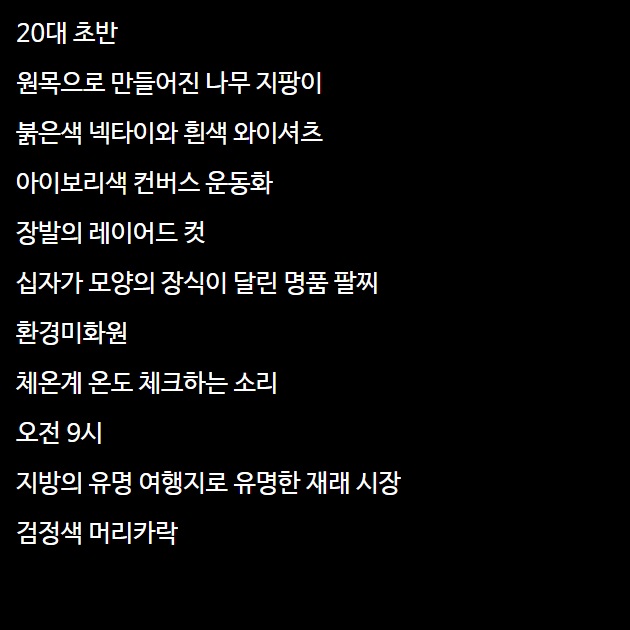 20대 초반
원목으로 만들어진 나무 지팡이
붉은색 넥타이와 흰색 와이셔츠
아이보리색 컨버스 운동화
장발의 레이어드 컷
십자가 모양의 장식이 달린 명품 팔찌
환경미화원
체온계 온도 체크하는 소리
오전 9시
지방의 유명 여행지로 유명한 재래 시장
검정색 머리카락